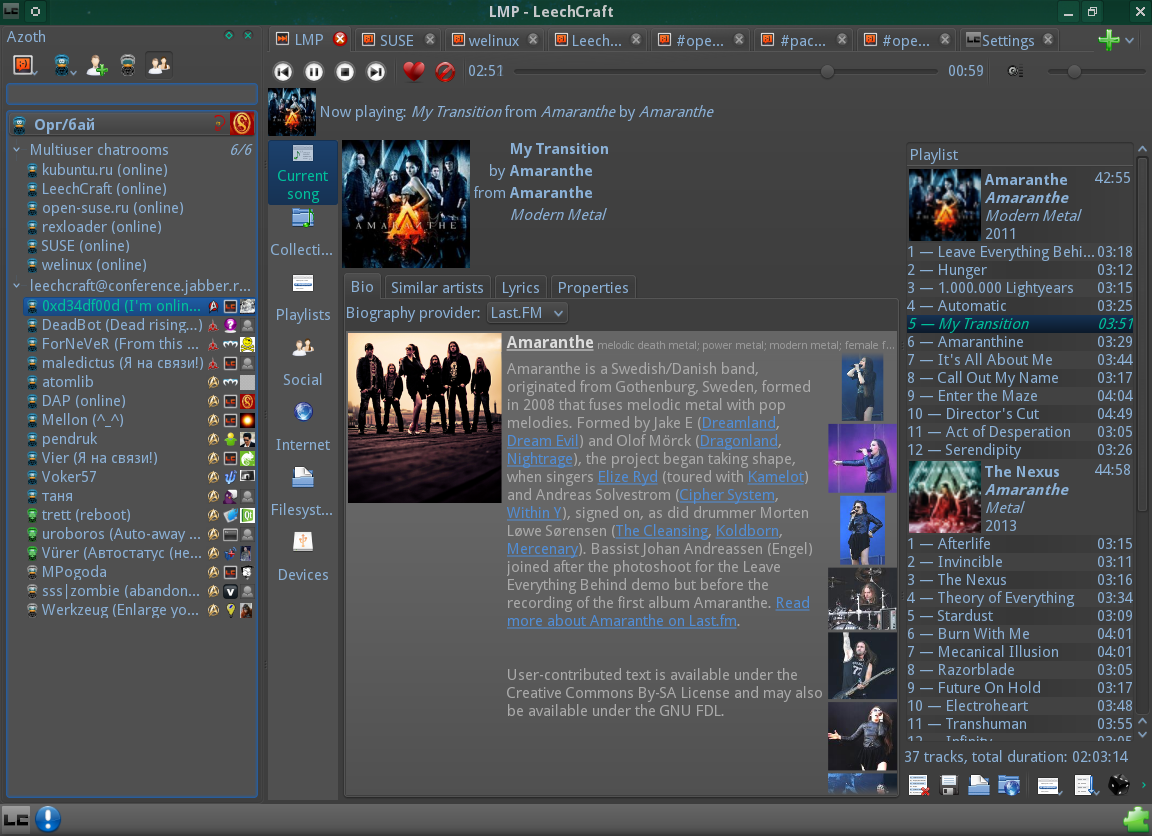 LMP - LeechCraft
Azoth
LMP
SUSE
welinux
Leech...
#ope...
#pac...
#ope...
Settings
02:51
00:59
Now playing: My Transition from Amaranthe by Amaranthe
Орг/бай
Multiuser chatrooms 6/6
kubuntu.ru (online)
LeechCraft (online)
open-suse.ru (online)
rexloader (online)
SUSE (online)
welinux (online)
leechcraft@conference.jabber.r...
0xd34df00d (I'm onlin...
DeadBot (Dead rising...)
ForNeVeR (From this ...
maledictus (Я на связи!)
atomlib
DAP (online)
Mellon (^_^)
pendruk
Vier (Я на связи!)
Voker57
таня
trett (reboot)
uroboros (Auto-away ...
Vürer (Автостатус (не...
MPogoda
sss|zombie (abandon...
Werkzeug (Enlarge yo...
Current
song
Collecti...
Playlists
Social
Internet
Filesyst...
Devices
AMARANTHE
My Transition
by Amaranthe
from Amaranthe
Modern Metal
Bio
Similar artists
Lyrics
Properties
Biography provider: Last.FM
Amaranthe melodic death metal; power metal; modern metal; female f...
Amaranthe is a Swedish/Danish band,
originated from Gothenburg, Sweden, formed
in 2008 that fuses melodic metal with pop
melodies. Formed by Jake E (Dreamland,
Dream Evil) and Olof Mörck (Dragonland,
Nightrage), the project began taking shape,
when singers Elize Ryd (toured with Kamelot)
and Andreas Solvestrom (Cipher System,
Within Y), signed on, as did drummer Morten
Løwe Sørensen (The Cleansing, Koldborn,
Mercenary). Bassist Johan Andreassen (Engel)
joined after the photoshoot for the Leave
Everything Behind demo but before the
recording of the first album Amaranthe. Read
more about Amaranthe on Last.fm.
User-contributed text is available under the
Creative Commons By-SA License and may also
be available under the GNU FDL.
Playlist
Amaranthe 42:55
Amaranthe
Modern Metal
2011
1 — Leave Everything Behi... 03:18
2 — Hunger 03:12
3 — 1.000.000 Lightyears 03:15
4 — Automatic 03:25
5 — My Transition 03:51
6 — Amaranthine 03:29
7 — It's All About Me 03:44
8 — Call Out My Name 03:17
9 — Enter the Maze 04:04
10 — Director's Cut 04:49
11 — Act of Desperation 03:05
12 — Serendipity 03:26
The Nexus 44:58
Amaranthe
Metal
2013
1 — Afterlife 03:15
2 — Invincible 03:11
3 — The Nexus 03:16
4 — Theory of Everything 03:34
5 — Stardust 03:09
6 — Burn With Me 04:01
7 — Mecanical Illusion 04:01
8 — Razorblade 03:05
9 — Future On Hold 03:17
10 — Electroheart 03:48
11 — Transhuman 03:55
12 — Infinity 03:05
37 tracks, total duration: 02:03:14
LC